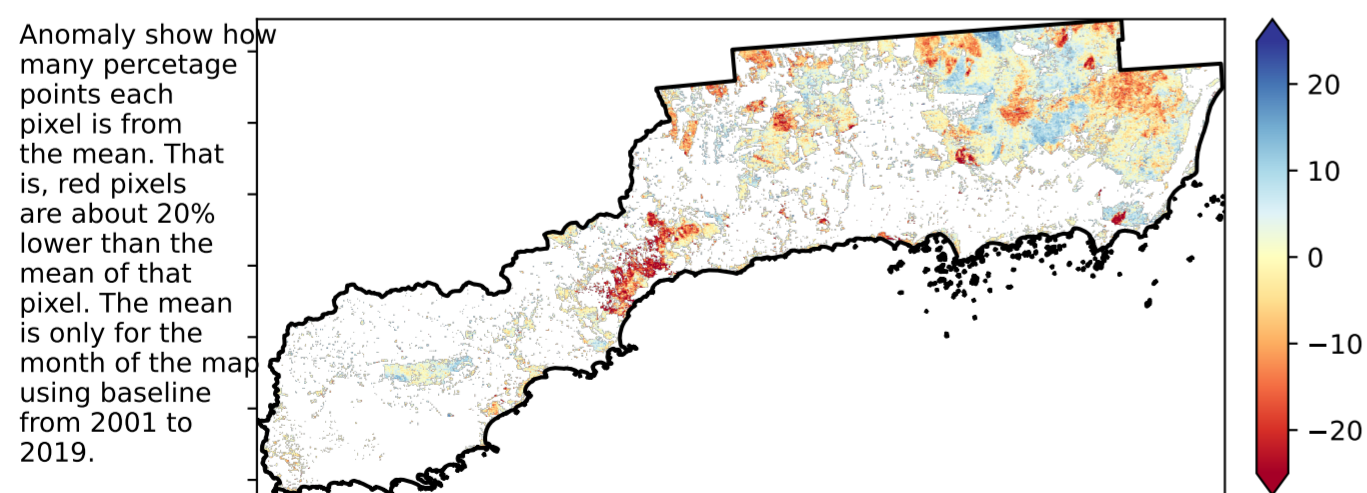 Anomaly show how
many percetage
points each
pixel is from
the mean. That
is, red pixels
are about 20%
lower than the
mean of that
pixel. The mean
is only for the
month of the map
using baseline
from 2001 to
2019.
20
10
0
−10
−20